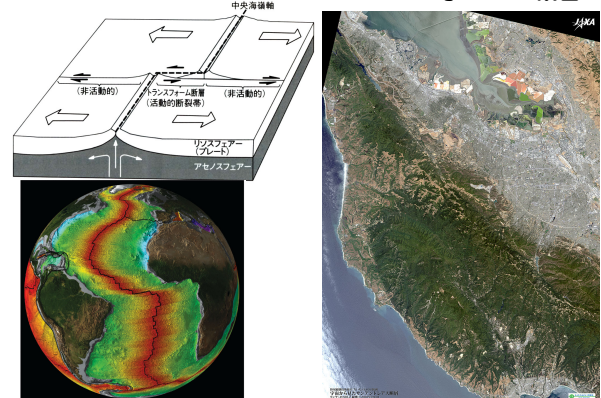 中央海嶺軸
(非活動的)
トランスフォーム断層
(活動的断裂帯)
(非活動的)
リソスフェアー
(プレート)
アセノスフェアー
JAXA